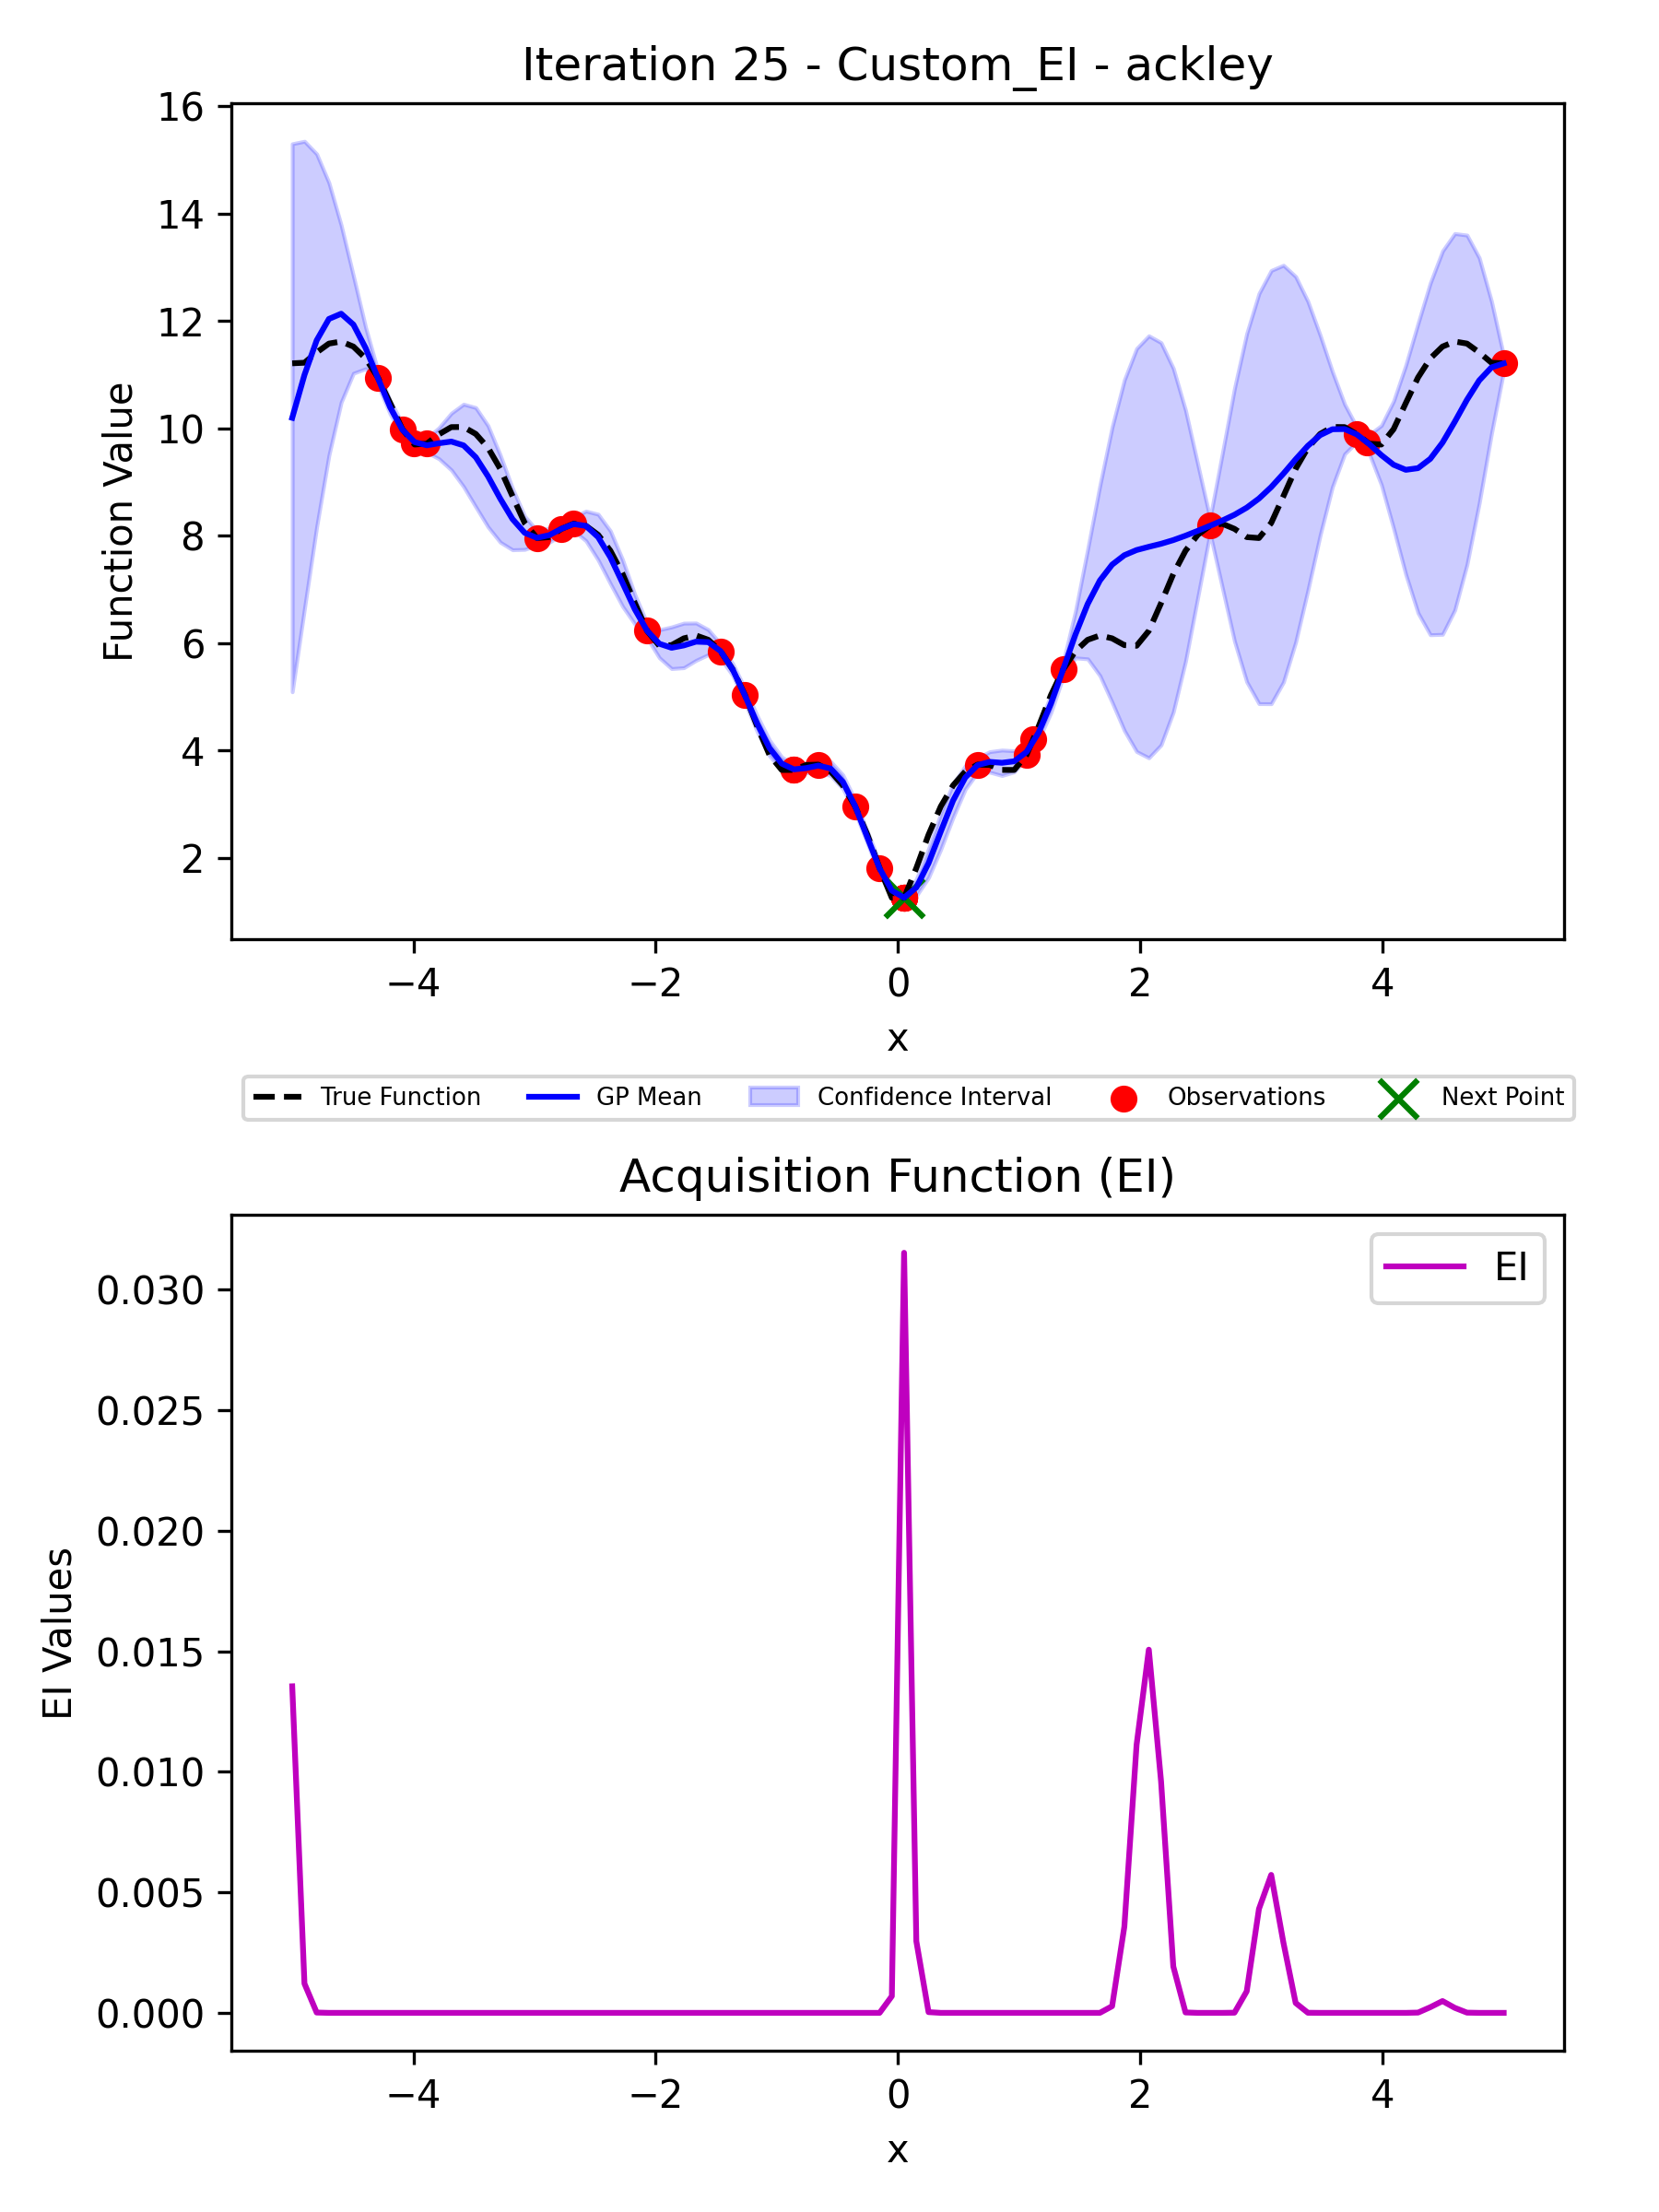 Iteration 25 - Custom_EI - ackley
16
14
12
10
8
6
4
2
Function Value
−4 −2 0 2 4
x
True Function GP Mean Confidence Interval Observations Next Point
Acquisition Function (EI)
EI
0.030
0.025
0.020
0.015
0.010
0.005
0.000
EI Values
−4 −2 0 2 4
x